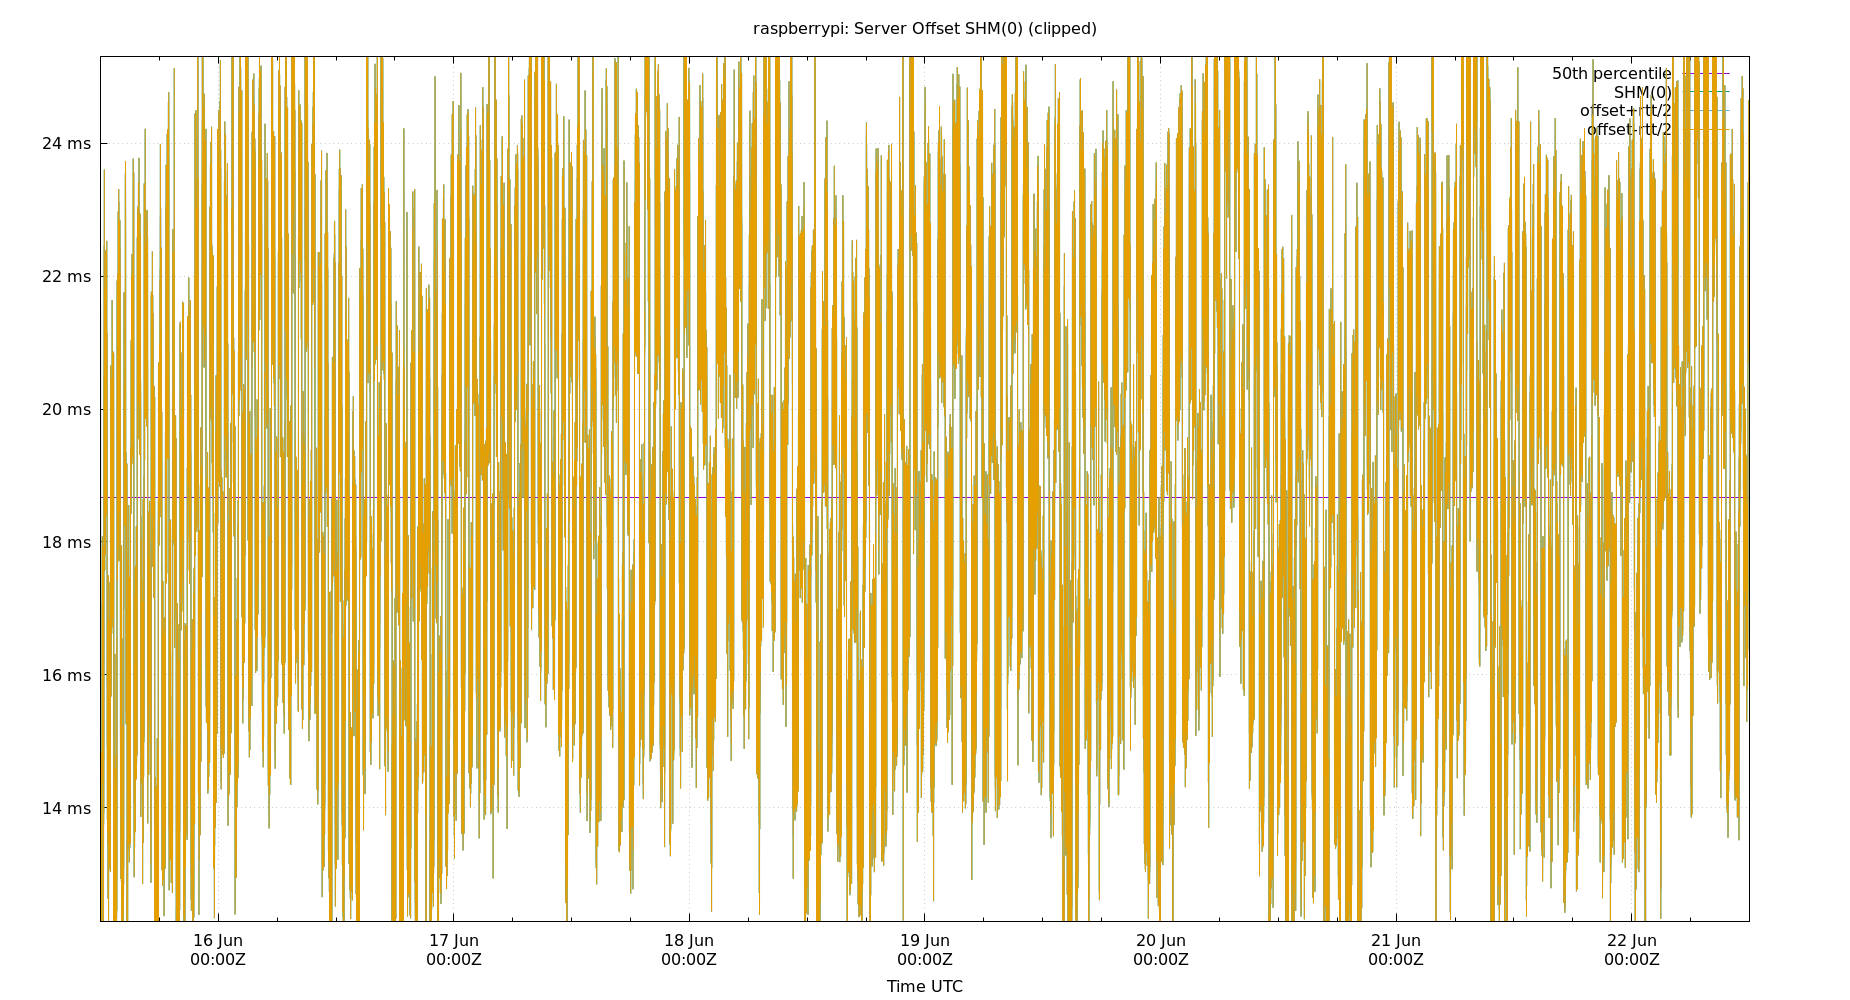 raspberrypi: Server Offset SHM(0) (clipped)
50th percentile
SHM(0)
offset+rtt/2
offset-rtt/2
24 ms
22 ms
20 ms
18 ms
16 ms
14 ms
16 Jun 17 Jun 18 Jun 19 Jun 20 Jun 21 Jun 22 Jun
00:00Z 00:00Z 00:00Z 00:00Z 00:00Z 00:00Z 00:00Z
Time UTC